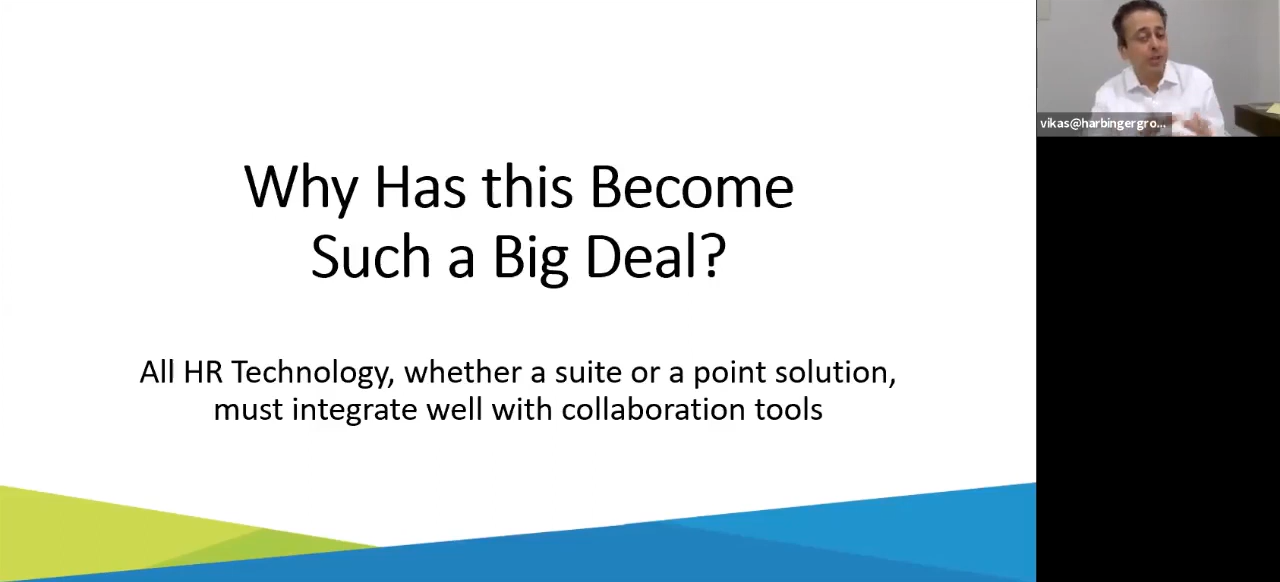 Why Has this Become
Such a Big Deal?
All HR Technology, whether a suite or a point solution,
must integrate well with collaboration tools
vikas@harbingergro...